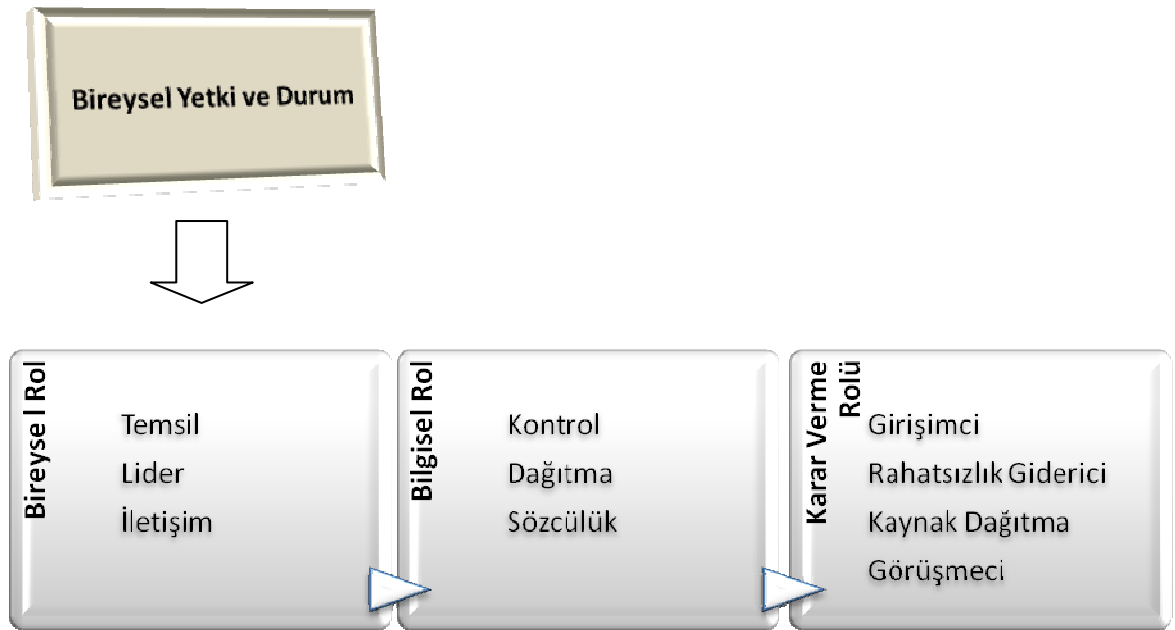 Bireysel Yetki ve Durum
Bireysel Rol
Temsil
Lider
İletişim
Bilgisel Rol
Kontrol
Dağıtma
Sözcülük
Karar Verme
Rolü
Girişimci
Rahatsızlık Giderici
Kaynak Dağıtma
Görüşmeci